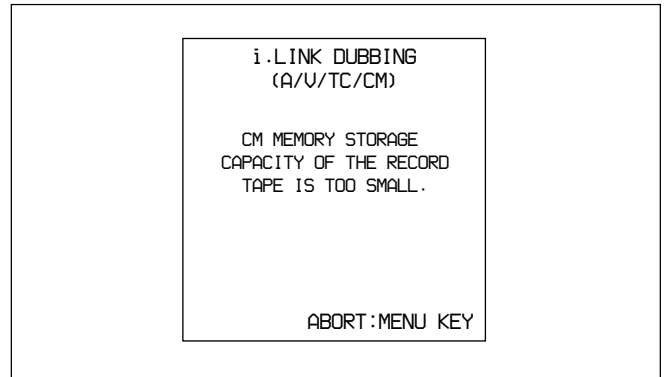 i.LINK DUBBING
(A/V/TC/CM)
CM MEMORY STORAGE
CAPACITY OF THE RECORD
TAPE IS TOO SMALL.
ABORT:MENU KEY